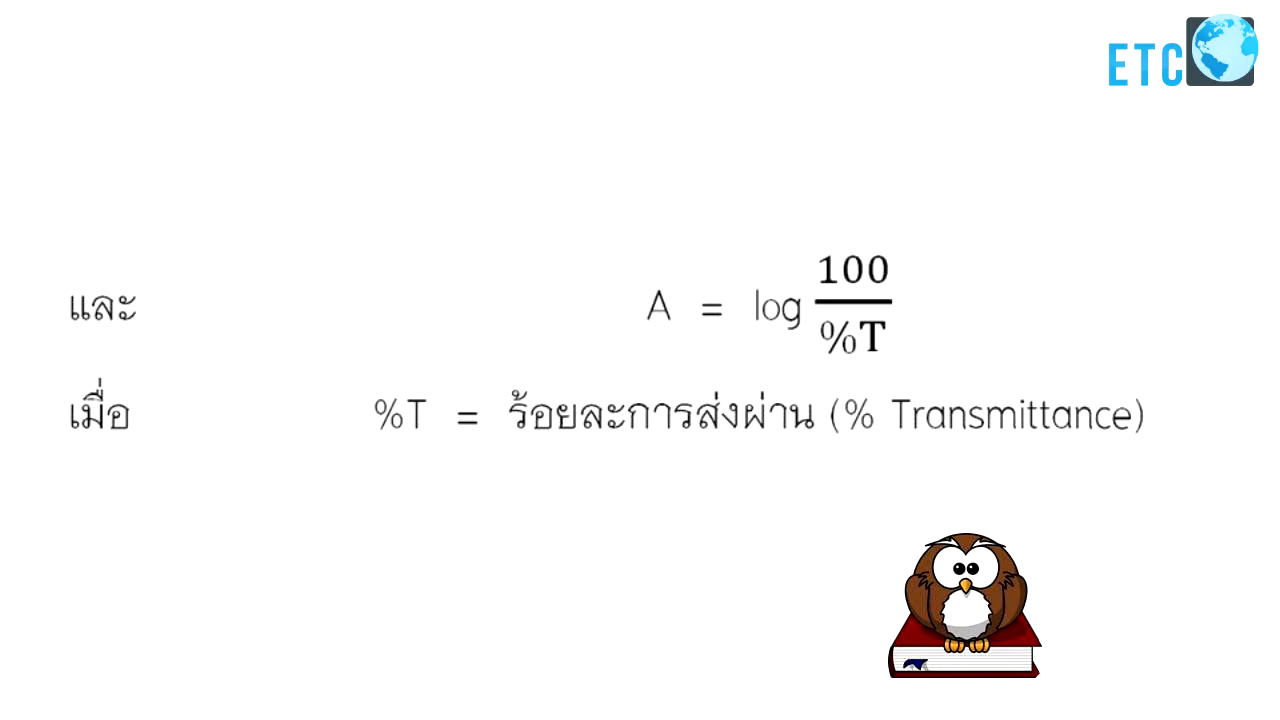 ETC
และ A = log 100/%T
เมื่อ %T = ร้อยละการส่งผ่าน (% Transmittance)